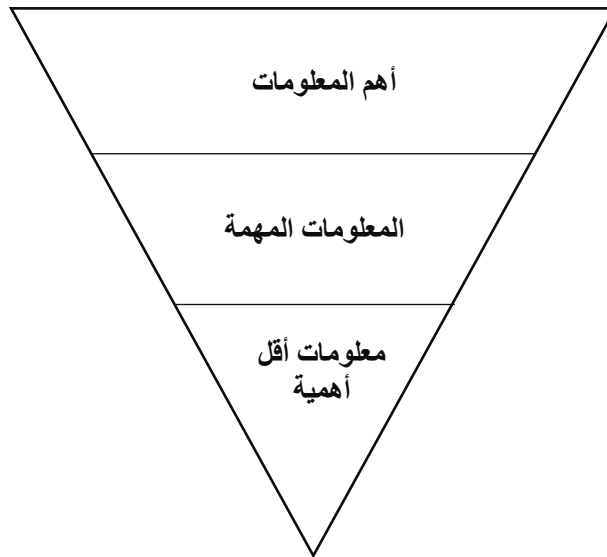 أهم المعلومات
المعلومات المهمة
معلومات أقل
أهمية